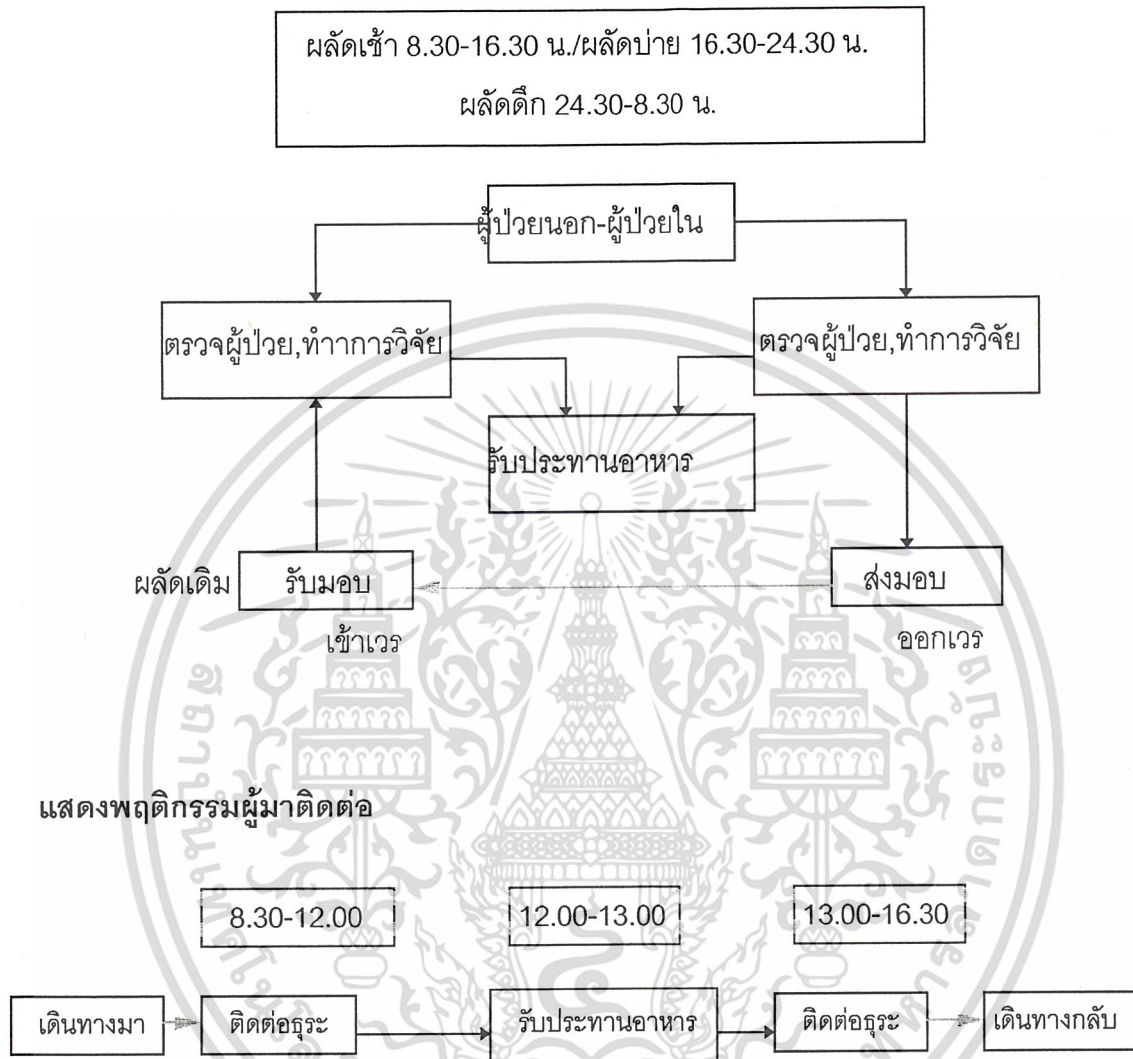 ผลัดเช้า 8.30-16.30 น./ผลัดบ่าย 16.30-24.30 น.
ผลัดดึก 24.30-8.30 น.
ผู้ป่วยนอก-ผู้ป่วยใน
ตรวจผู้ป่วย,ทำาการวิจัย
ตรวจผู้ป่วย,ทำการวิจัย
รับประทานอาหาร
ผลัดเดิม
รับมอบ
ส่งมอบ
เข้าเวร
ออกเวร
แสดงพฤติกรรมผู้มาติดต่อ
8.30-12.00
12.00-13.00
13.00-16.30
เดินทางมา
ติดต่อธุระ
รับประทานอาหาร
ติดต่อธุระ
เดินทางกลับ